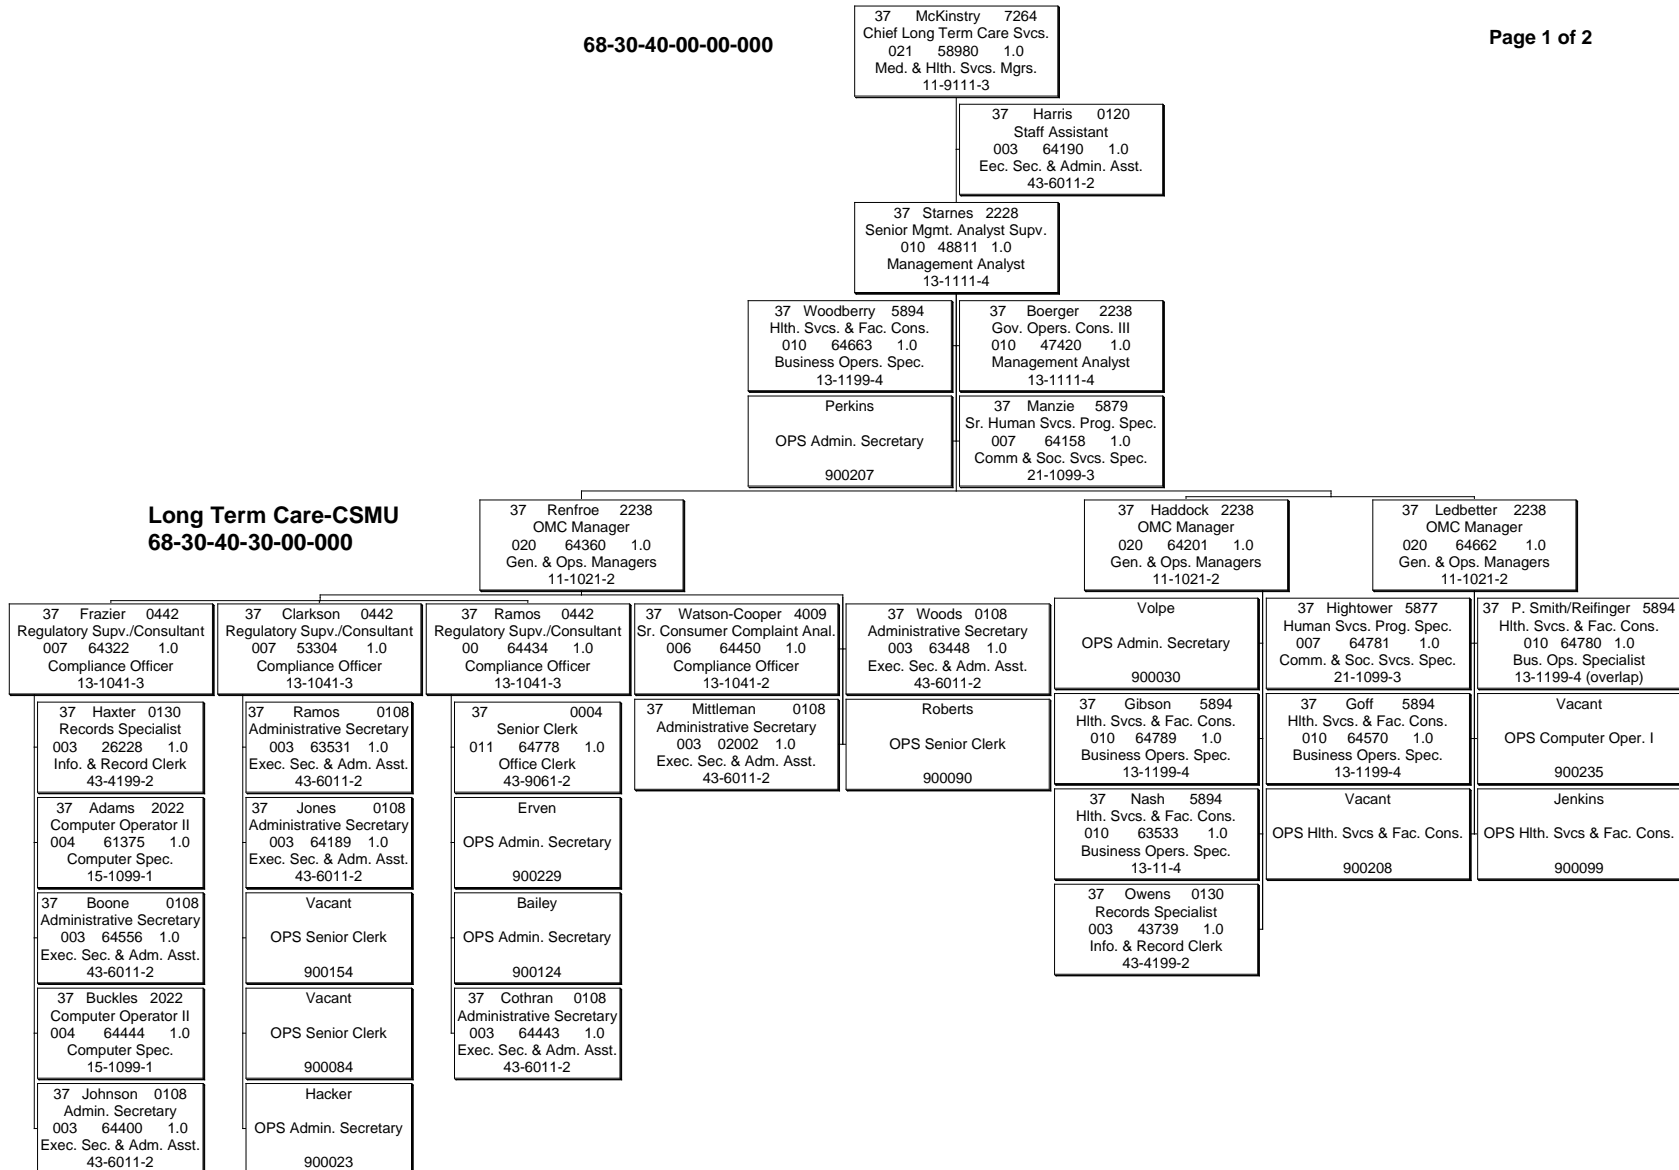 68-30-40-00-00-000
Page 1 of 2
37 McKinstry 7264
Chief Long Term Care Svcs.
021 58980 1.0
Med. & Hlth. Svcs. Mgrs.
11-9111-3
37 Harris 0120
Staff Assistant
003 64190 1.0
Eec. Sec. & Admin. Asst.
43-6011-2
37 Starnes 2228
Senior Mgmt. Analyst Supv.
010 48811 1.0
Management Analyst
13-1111-4
37 Woodberry 5894
Hlth. Svcs. & Fac. Cons.
010 64663 1.0
Business Opers. Spec.
13-1199-4
37 Boerger 2238
Gov. Opers. Cons. III
010 47420 1.0
Management Analyst
13-1111-4
Perkins
OPS Admin. Secretary
900207
37 Manzie 5879
Sr. Human Svcs. Prog. Spec.
007 64158 1.0
Comm & Soc. Svcs. Spec.
21-1099-3
Long Term Care-CSMU
68-30-40-30-00-000
37 Renfroe 2238
OMC Manager
020 64360 1.0
Gen. & Ops. Managers
11-1021-2
37 Haddock 2238
OMC Manager
020 64201 1.0
Gen. & Ops. Managers
11-1021-2
37 Ledbetter 2238
OMC Manager
020 64662 1.0
Gen. & Ops. Managers
11-1021-2
37 Frazier 0442
Regulatory Supv./Consultant
007 64322 1.0
Compliance Officer
13-1041-3
37 Clarkson 0442
Regulatory Supv./Consultant
007 53304 1.0
Compliance Officer
13-1041-3
37 Ramos 0442
Regulatory Supv./Consultant
00 64434 1.0
Compliance Officer
13-1041-3
37 Watson-Cooper 4009
Sr. Consumer Complaint Anal.
006 64450 1.0
Compliance Officer
13-1041-2
37 Woods 0108
Administrative Secretary
003 63448 1.0
Exec. Sec. & Adm. Asst.
43-6011-2
Volpe
OPS Admin. Secretary
900030
37 Hightower 5877
Human Svcs. Prog. Spec.
007 64781 1.0
Comm. & Soc. Svcs. Spec.
21-1099-3
37 P. Smith/Reifinger 5894
Hlth. Svcs. & Fac. Cons.
010 64780 1.0
Bus. Ops. Specialist
13-1199-4 (overlap)
37 Haxter 0130
Records Specialist
003 26228 1.0
Info. & Record Clerk
43-4199-2
37 Ramos 0108
Administrative Secretary
003 63531 1.0
Exec. Sec. & Adm. Asst.
43-6011-2
37 0004
Senior Clerk
011 64778 1.0
Office Clerk
43-9061-2
37 Mittleman 0108
Administrative Secretary
003 02002 1.0
Exec. Sec. & Adm. Asst.
43-6011-2
Roberts
OPS Senior Clerk
900090
37 Gibson 5894
Hlth. Svcs. & Fac. Cons.
010 64789 1.0
Business Opers. Spec.
13-1199-4
37 Goff 5894
Hlth. Svcs. & Fac. Cons.
010 64570 1.0
Business Opers. Spec.
13-1199-4
Vacant
OPS Computer Oper. I
900235
37 Adams 2022
Computer Operator II
004 61375 1.0
Computer Spec.
15-1099-1
37 Jones 0108
Administrative Secretary
003 64189 1.0
Exec. Sec. & Adm. Asst.
43-6011-2
Erven
OPS Admin. Secretary
900229
37 Nash 5894
Hlth. Svcs. & Fac. Cons.
010 63533 1.0
Business Opers. Spec.
13-11-4
Vacant
OPS Hlth. Svcs & Fac. Cons.
900208
Jenkins
OPS Hlth. Svcs & Fac. Cons.
900099
37 Boone 0108
Administrative Secretary
003 64556 1.0
Exec. Sec. & Adm. Asst.
43-6011-2
Vacant
OPS Senior Clerk
900154
Bailey
OPS Admin. Secretary
900124
37 Owens 0130
Records Specialist
003 43739 1.0
Info. & Record Clerk
43-4199-2
37 Buckles 2022
Computer Operator II
004 64444 1.0
Computer Spec.
15-1099-1
Vacant
OPS Senior Clerk
900084
37 Cothran 0108
Administrative Secretary
003 64443 1.0
Exec. Sec. & Adm. Asst.
43-6011-2
37 Johnson 0108
Admin. Secretary
003 64400 1.0
Exec. Sec. & Adm. Asst.
43-6011-2
Hacker
OPS Admin. Secretary
900023